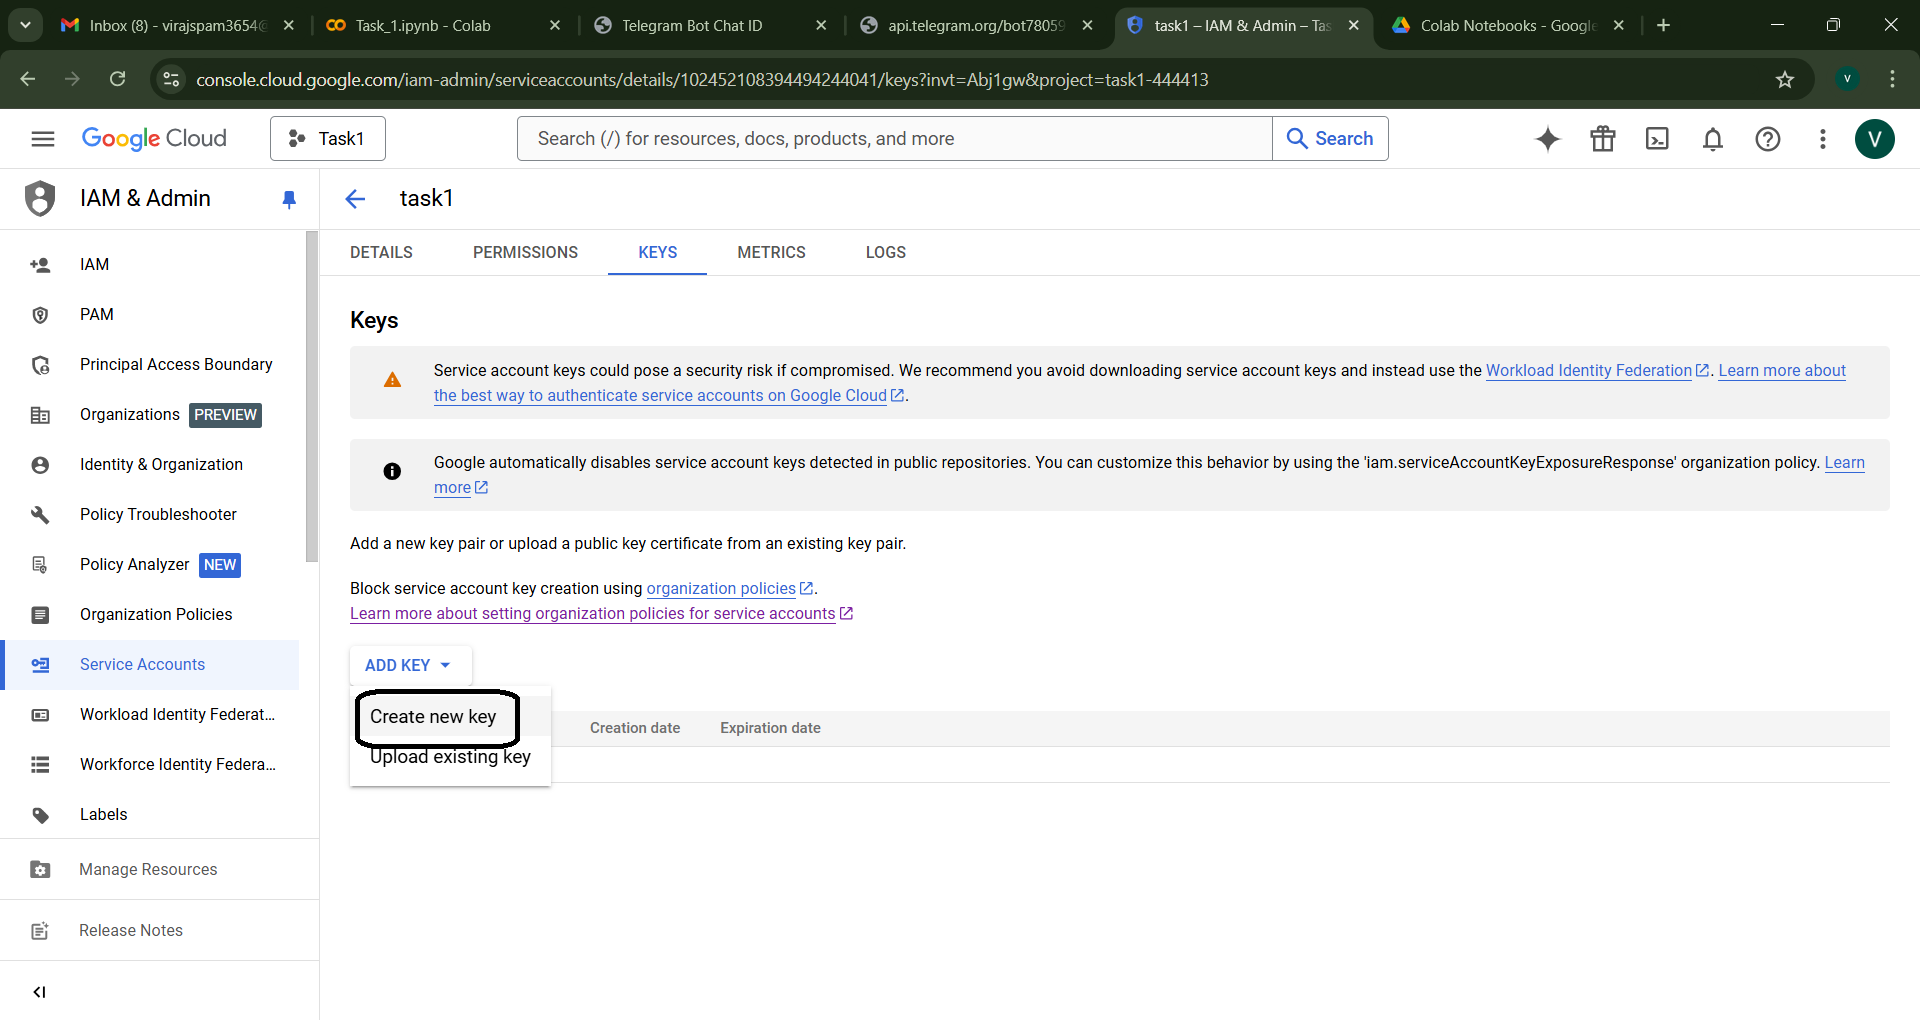 Inbox (8) - virajspam3654@
Task_1.ipynb - Colab
Telegram Bot Chat ID
api.telegram.org/bot78059
task1 – IAM & Admin – Tas
Colab Notebooks - Google
console.cloud.google.com/iam-admin/serviceaccounts/details/102452108394494244041/keys?invt=Abj1gw&project=task1-444413
V
Google Cloud
Task1
Search (/) for resources, docs, products, and more
Search
V
IAM & Admin
task1
DETAILS
PERMISSIONS
KEYS
METRICS
LOGS
IAM
PAM
Principal Access Boundary
Organizations PREVIEW
Identity & Organization
Policy Troubleshooter
Policy Analyzer NEW
Organization Policies
Service Accounts
Workload Identity Federat...
Workforce Identity Federa...
Labels
Manage Resources
Release Notes
Keys
Service account keys could pose a security risk if compromised. We recommend you avoid downloading service account keys and instead use the Workload Identity Federation. Learn more about
the best way to authenticate service accounts on Google Cloud.
Google automatically disables service account keys detected in public repositories. You can customize this behavior by using the 'iam.serviceAccountKeyExposureResponse' organization policy. Learn
more
Add a new key pair or upload a public key certificate from an existing key pair.
Block service account key creation using organization policies.
Learn more about setting organization policies for service accounts
ADD KEY
Create new key
Upload existing key
Creation date
Expiration date